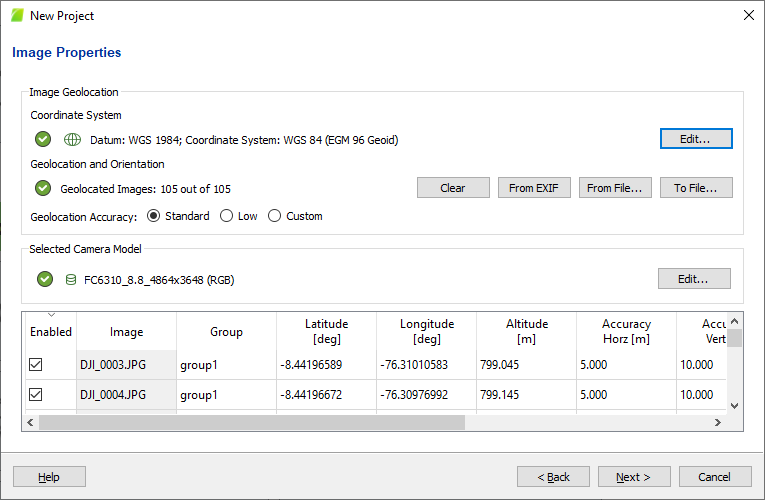 New Project
Image Properties
Image Geolocation
Coordinate System
Datum: WGS 1984; Coordinate System: WGS 84 (EGM 96 Geoid)
Edit...
Geolocation and Orientation
Geolocated Images: 105 out of 105
Clear
From EXIF
From File...
To File...
Geolocation Accuracy:
Standard
Low
Custom
Selected Camera Model
FC6310_8.8_4864x3648 (RGB)
Edit...
Enabled
Image
Group
Latitude
[deg]
Longitude
[deg]
Altitude
[m]
Accuracy
Horz [m]
Accu
Vert
DJI_0003.JPG
group1
-8.44196589
-76.31010583
799.045
5.000
10.000
DJI_0004.JPG
group1
-8.44196672
-76.30976992
799.145
5.000
10.000
Help
< Back
Next >
Cancel